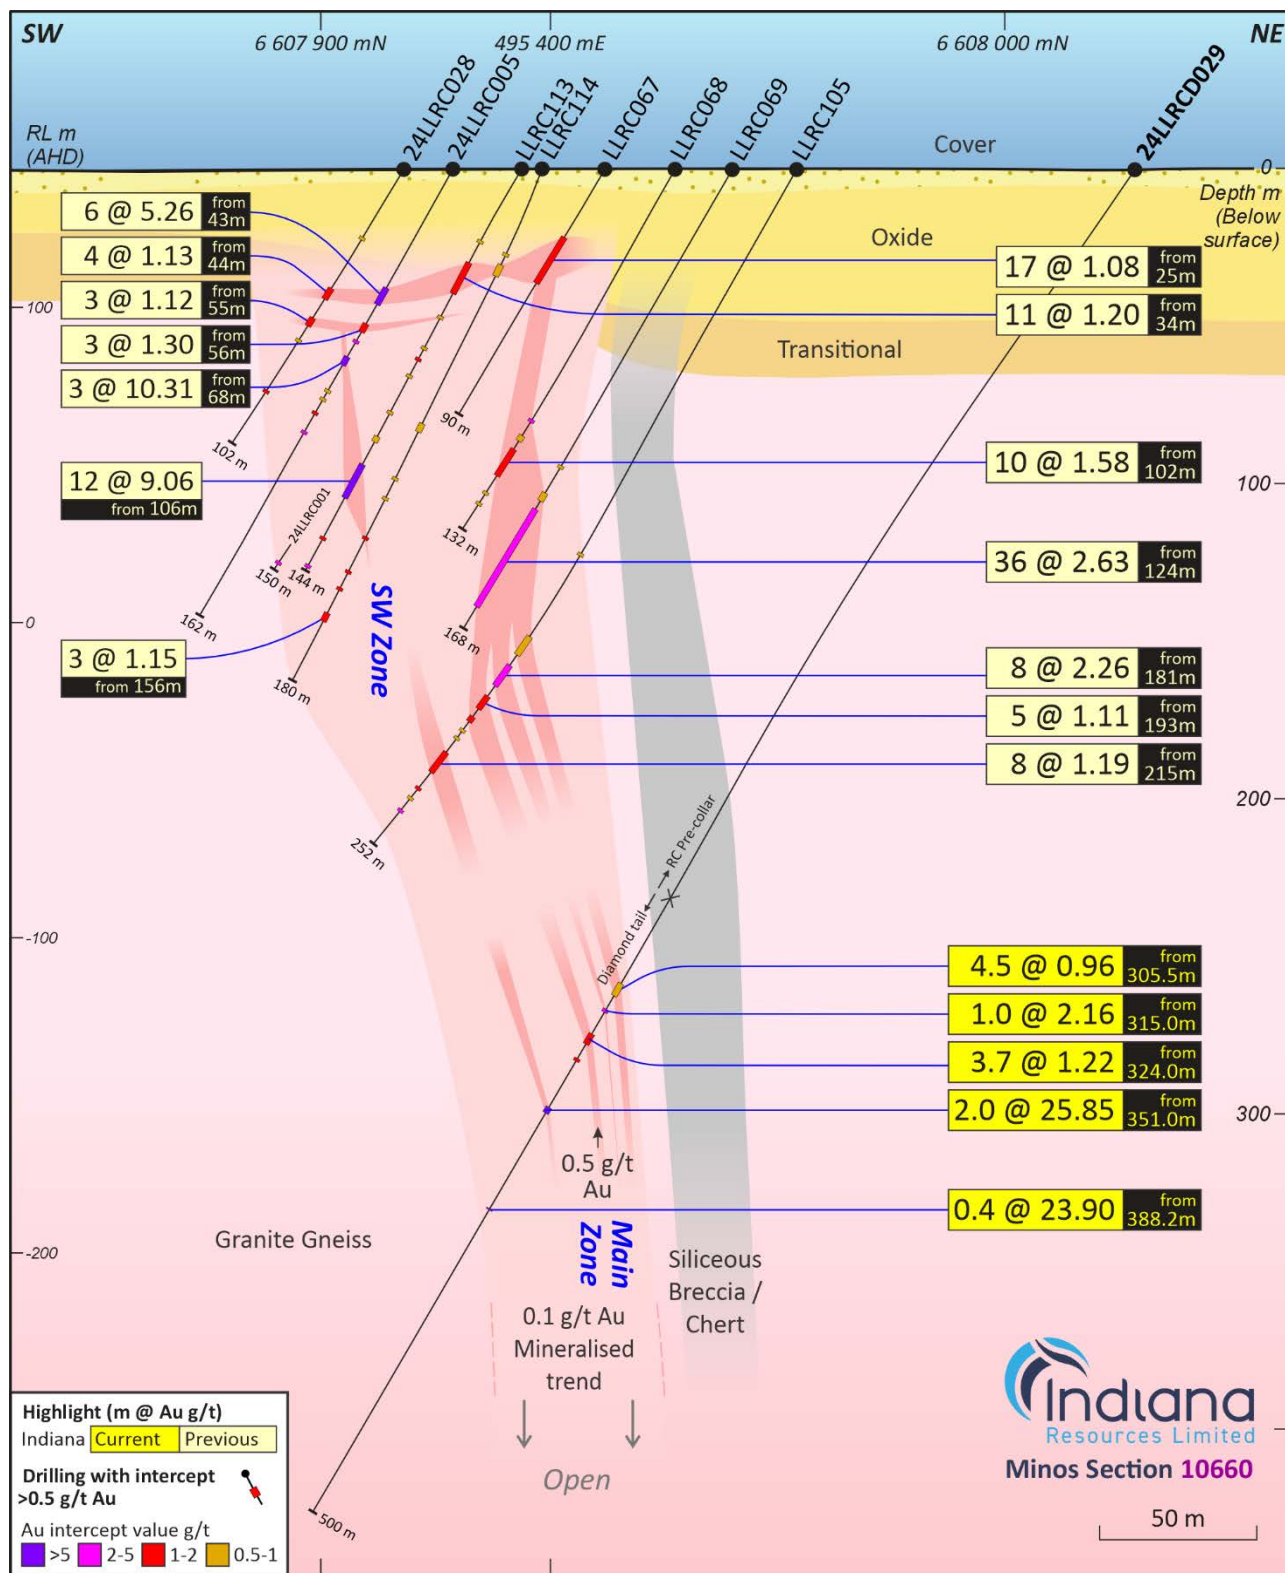 SW
6 607 900 mN
495 400 mE
6 608 000 mN
NE
24LLRC028
24LLRC005
LLRC113
LLRC114
LLRC067
LLRC068
LLRC069
LLRC105
24LLRCD029
RL m
(AHD)
Cover
0
Depth m
(Below
surface)
6 @ 5.26 from 43m
4 @ 1.13 from 44m
3 @ 1.12 from 55m
3 @ 1.30 from 56m
3 @ 10.31 from 68m
12 @ 9.06
from 106m
3 @ 1.15
from 156m
Oxide
17 @ 1.08 from 25m
11 @ 1.20 from 34m
Transitional
100
10 @ 1.58 from 102m
100
36 @ 2.63 from 124m
0
8 @ 2.26 from 181m
5 @ 1.11 from 193m
8 @ 1.19 from 215m
200
90 m
102 m
132 m
24LLRC001
150 m
144 m
162 m
168 m
180 m
252 m
SW Zone
RC Pre-collar
Diamond tail
-100
4.5 @ 0.96 from 305.5m
1.0 @ 2.16 from 315.0m
3.7 @ 1.22 from 324.0m
2.0 @ 25.85 from 351.0m
300
0.4 @ 23.90 from 388.2m
0.5 g/t
Au
Main
Zone
Granite Gneiss
-200
Siliceous
Breccia /
Chert
0.1 g/t Au
Mineralised
trend
Open
500 m
Highlight (m @ Au g/t)
Indiana Current Previous
Drilling with intercept
>0.5 g/t Au
Au intercept value g/t
>5 2-5 1-2 0.5-1
Indiana
Resources Limited
Minos Section 10660
50 m